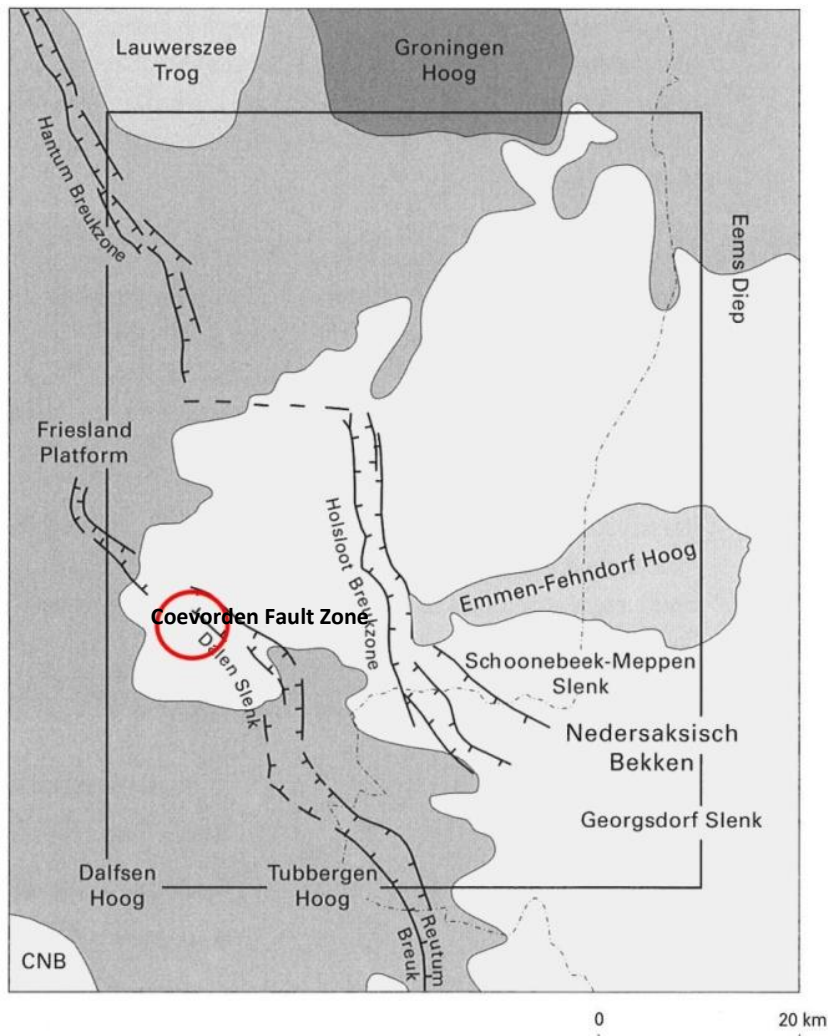 Lauwerszee
Trog
Groningen
Hoog
Hantum Breukzone
Eems Diep
Friesland
Platform
Holsloot Breukzone
Emmen-Fehndorf Hoog
Coevorden Fault Zone
Dalen Slenk
Schoonebeek-Meppen
Slenk
Nedersaksisch
Bekken
Georgsdorf Slenk
Dalfsen
Hoog
Tubbergen
Hoog
Reutum
Breuk
CNB
0 20 km